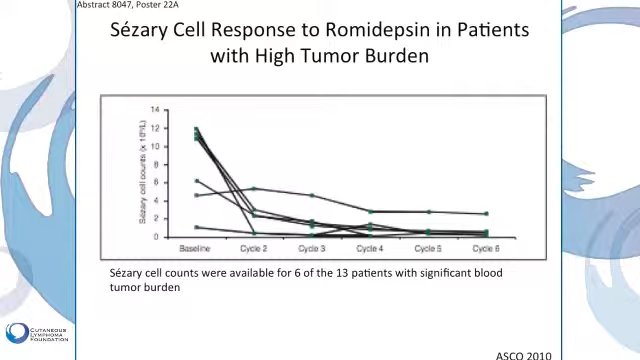 Abstract 8047, Poster 22A
Sézary Cell Response to Romidepsin in Patients
with High Tumor Burden
Sézary cell counts (x 10⁹/L)
14
12
10
8
6
4
2
0
Baseline
Cycle 2
Cycle 3
Cycle 4
Cycle 5
Cycle 6
Sézary cell counts were available for 6 of the 13 patients with significant blood
tumor burden
CUTANEOUS
LYMPHOMA
FOUNDATION
ASCO 2010